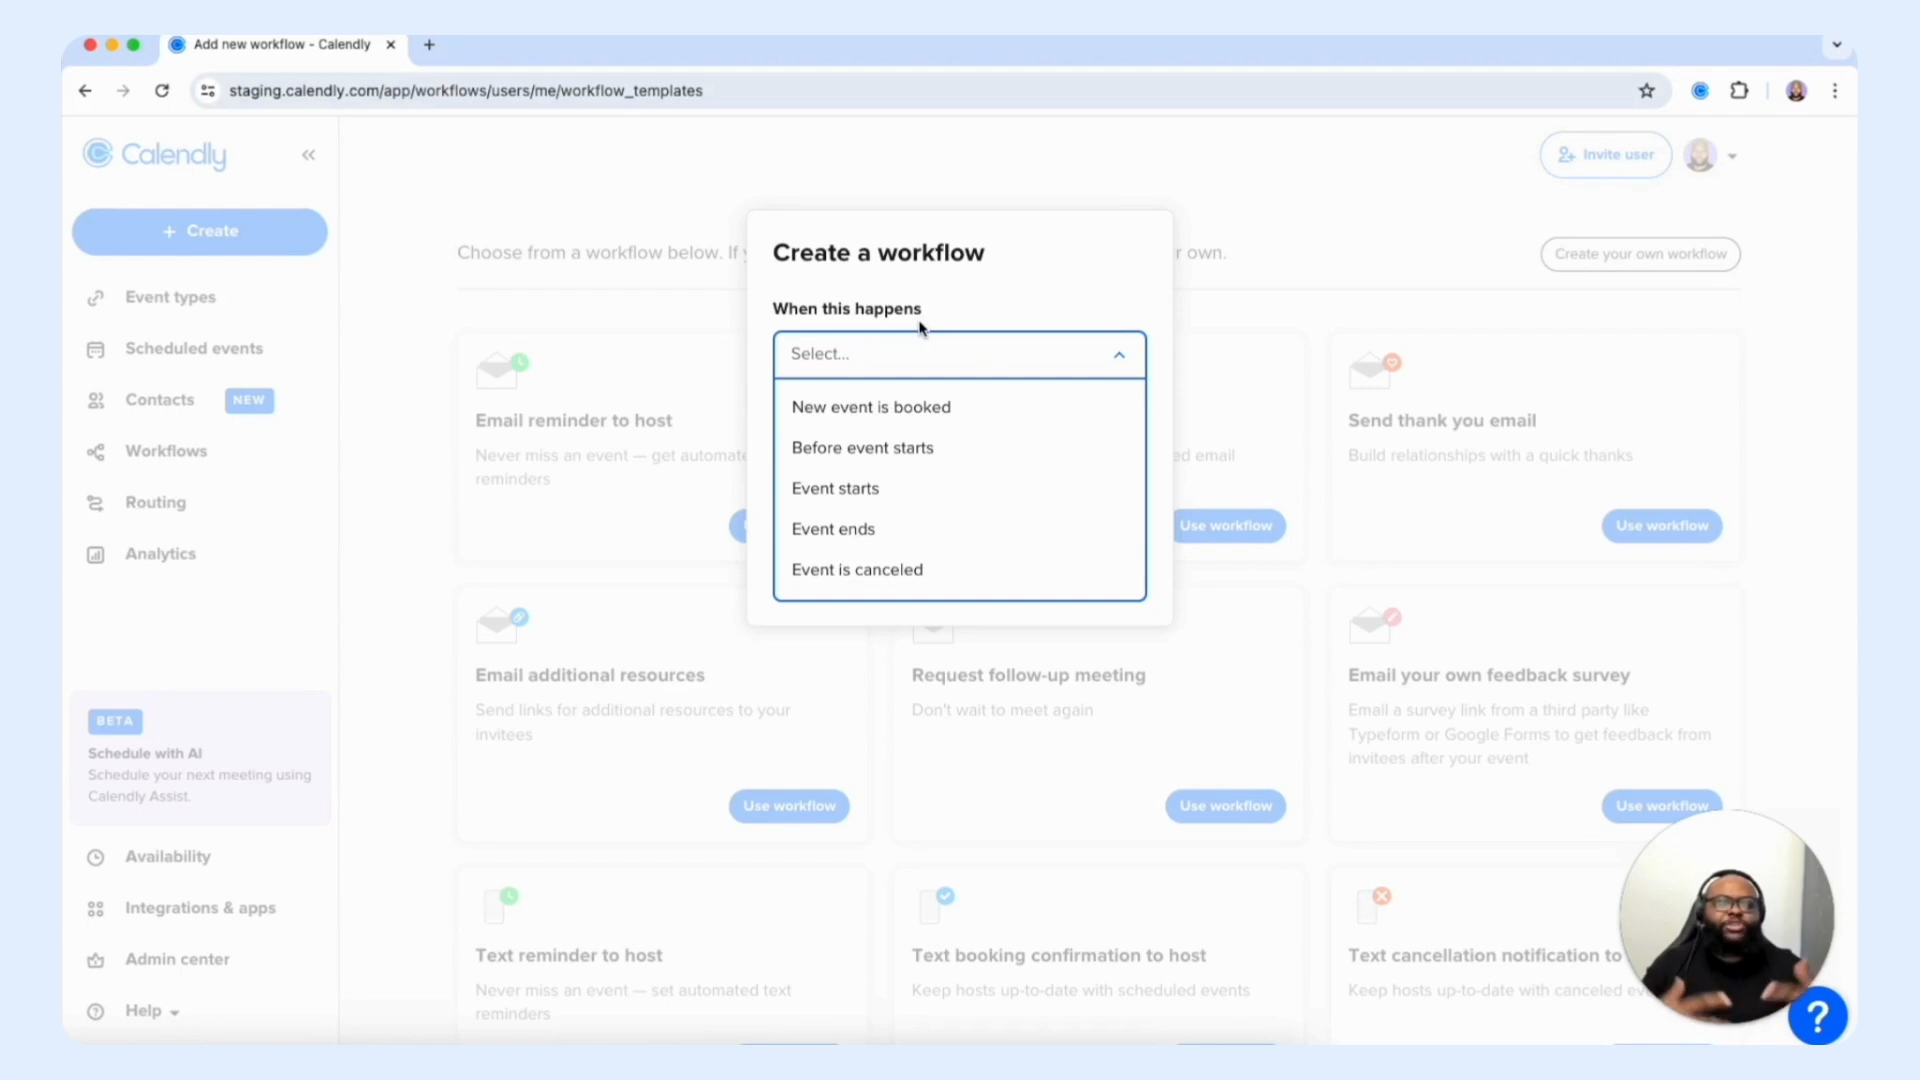 Add new workflow - Calendly
staging.calendly.com/app/workflows/users/me/workflow_templates
Calendly
Invite user
+ Create
Event types
Scheduled events
Contacts NEW
Workflows
Routing
Analytics
BETA
Schedule with AI
Schedule your next meeting using
Calendly Assist.
Availability
Integrations & apps
Admin center
Help
Choose from a workflow below. If
r own.
Create your own workflow
Create a workflow
When this happens
Select...
New event is booked
Before event starts
Event starts
Event ends
Event is canceled
Email reminder to host
Never miss an event — get automate
reminders
ed email
Use workflow
Send thank you email
Build relationships with a quick thanks
Use workflow
Email additional resources
Send links for additional resources to your
invitees
Use workflow
Request follow-up meeting
Don't wait to meet again
Use workflow
Email your own feedback survey
Email a survey link from a third party like
Typeform or Google Forms to get feedback from
invitees after your event
Use workflow
Text reminder to host
Never miss an event — set automated text
reminders
Text booking confirmation to host
Keep hosts up-to-date with scheduled events
Text cancellation notification to
Keep hosts up-to-date with canceled
?